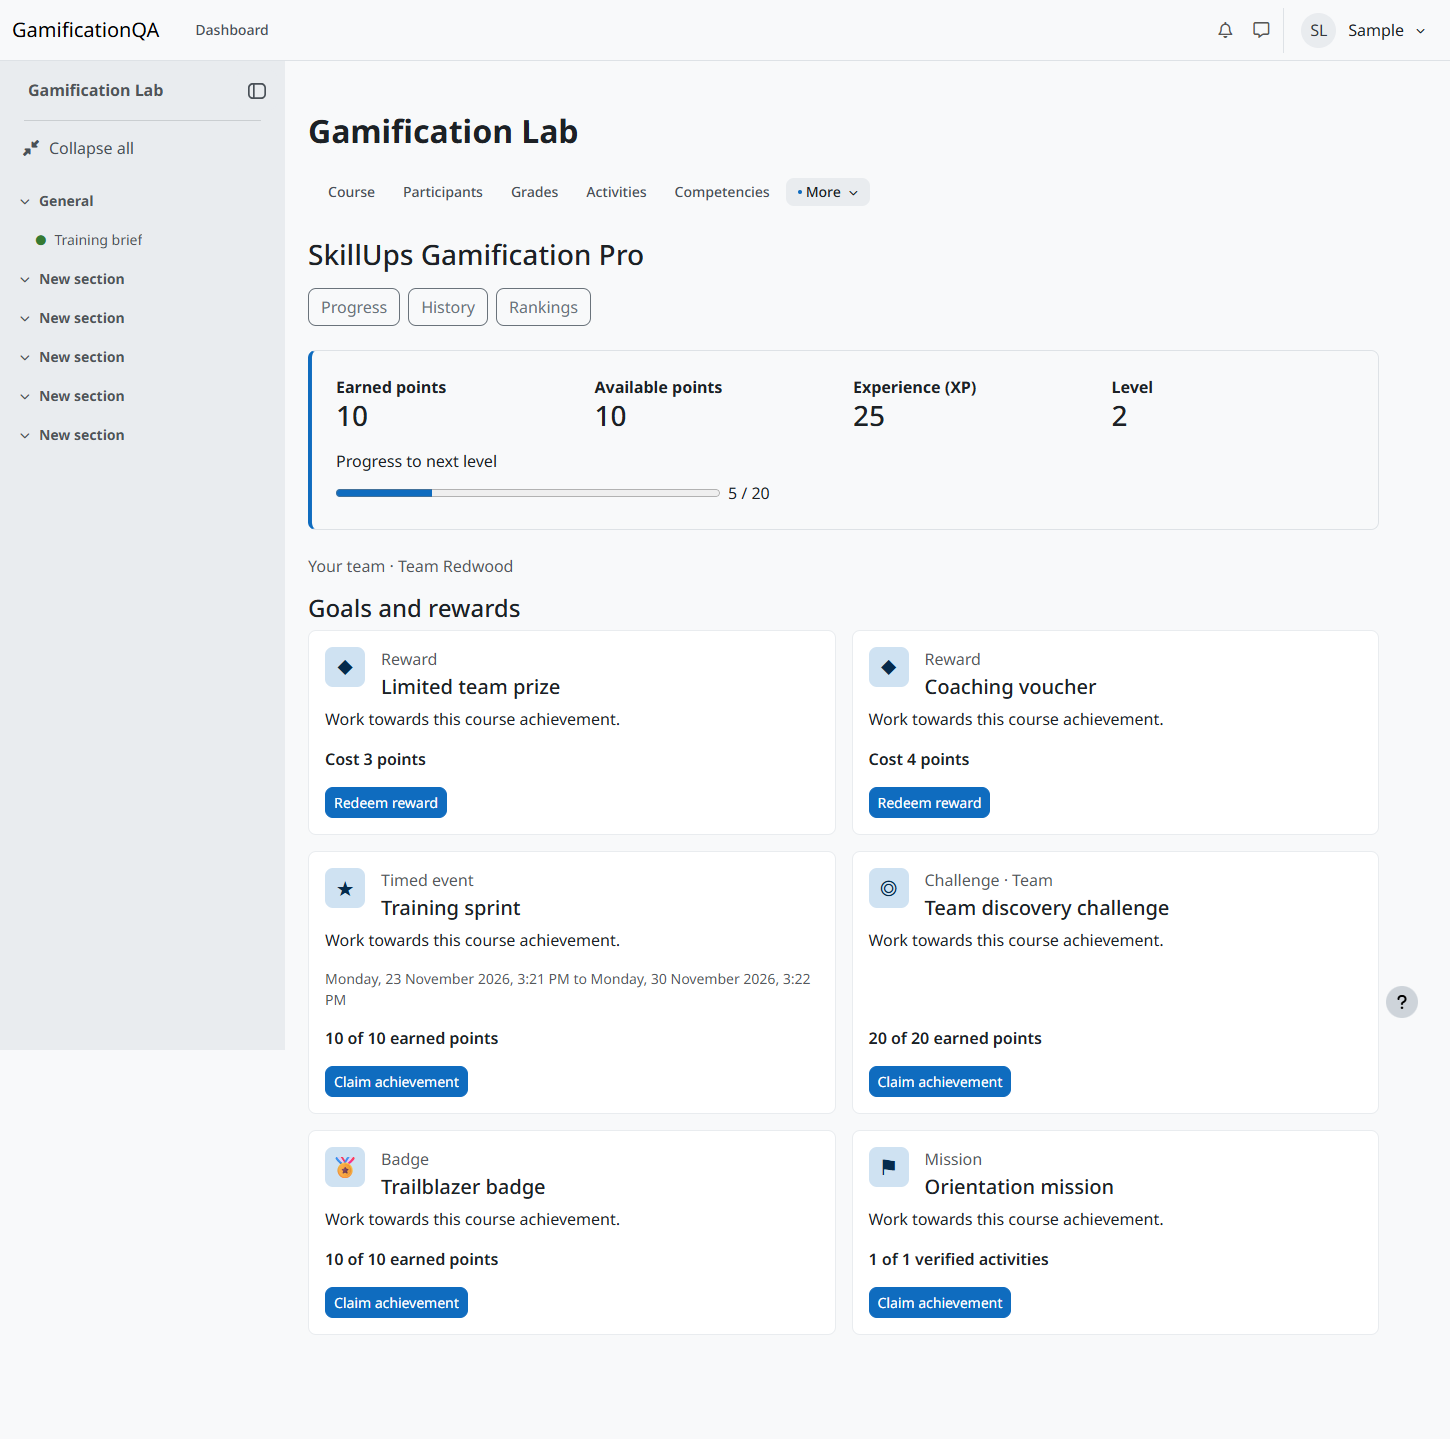 GamificationQA
Dashboard
SL
Sample
Gamification Lab
Collapse all
General
Training brief
New section
New section
New section
New section
New section
Gamification Lab
Course
Participants
Grades
Activities
Competencies
More
SkillUps Gamification Pro
Progress
History
Rankings
Earned points
10
Available points
10
Experience (XP)
25
Level
2
Progress to next level
5 / 20
Your team · Team Redwood
Goals and rewards
Reward
Limited team prize
Work towards this course achievement.
Cost 3 points
Redeem reward
Reward
Coaching voucher
Work towards this course achievement.
Cost 4 points
Redeem reward
Timed event
Training sprint
Work towards this course achievement.
Monday, 23 November 2026, 3:21 PM to Monday, 30 November 2026, 3:22
PM
10 of 10 earned points
Claim achievement
Challenge · Team
Team discovery challenge
Work towards this course achievement.
20 of 20 earned points
Claim achievement
Badge
Trailblazer badge
Work towards this course achievement.
10 of 10 earned points
Claim achievement
Mission
Orientation mission
Work towards this course achievement.
1 of 1 verified activities
Claim achievement
?